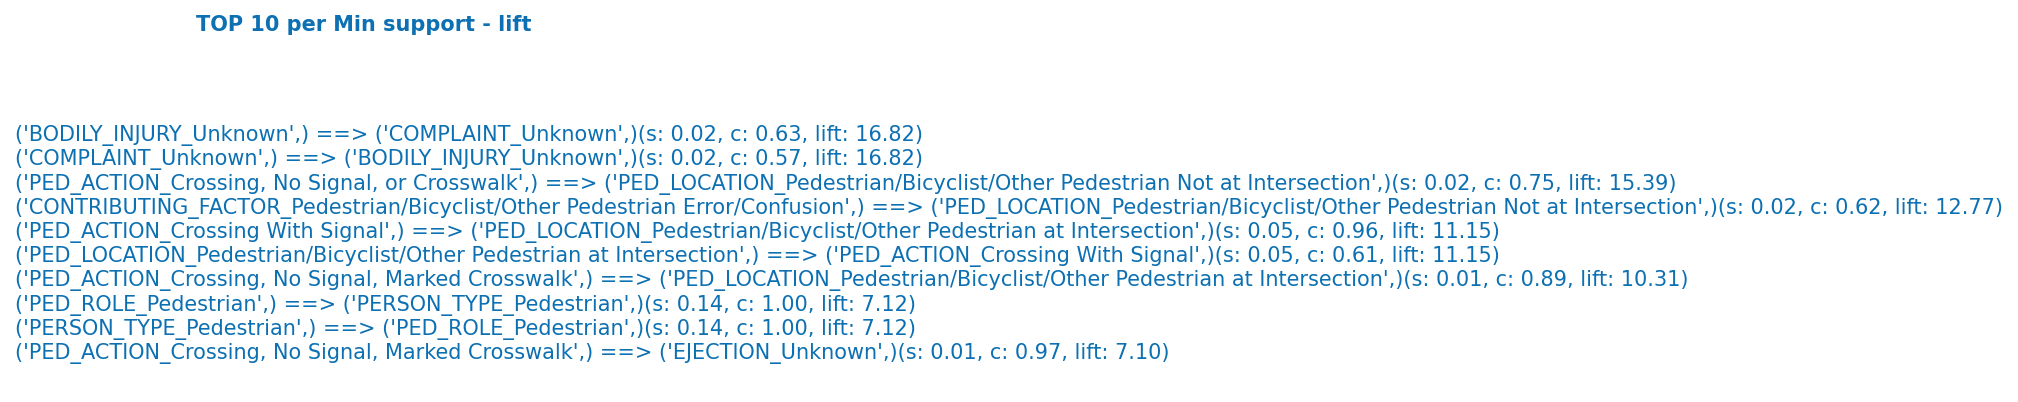 TOP 10 per Min support - lift
('BODILY_INJURY_Unknown',) ==> ('COMPLAINT_Unknown',)(s: 0.02, c: 0.63, lift: 16.82)
('COMPLAINT_Unknown',) ==> ('BODILY_INJURY_Unknown',)(s: 0.02, c: 0.57, lift: 16.82)
('PED_ACTION_Crossing, No Signal, or Crosswalk',) ==> ('PED_LOCATION_Pedestrian/Bicyclist/Other Pedestrian Not at Intersection',)(s: 0.02, c: 0.75, lift: 15.39)
('CONTRIBUTING_FACTOR_Pedestrian/Bicyclist/Other Pedestrian Error/Confusion',) ==> ('PED_LOCATION_Pedestrian/Bicyclist/Other Pedestrian Not at Intersection',)(s: 0.02, c: 0.62, lift: 12.77)
('PED_ACTION_Crossing With Signal',) ==> ('PED_LOCATION_Pedestrian/Bicyclist/Other Pedestrian at Intersection',)(s: 0.05, c: 0.96, lift: 11.15)
('PED_LOCATION_Pedestrian/Bicyclist/Other Pedestrian at Intersection',) ==> ('PED_ACTION_Crossing With Signal',)(s: 0.05, c: 0.61, lift: 11.15)
('PED_ACTION_Crossing, No Signal, Marked Crosswalk',) ==> ('PED_LOCATION_Pedestrian/Bicyclist/Other Pedestrian at Intersection',)(s: 0.01, c: 0.89, lift: 10.31)
('PED_ROLE_Pedestrian',) ==> ('PERSON_TYPE_Pedestrian',)(s: 0.14, c: 1.00, lift: 7.12)
('PERSON_TYPE_Pedestrian',) ==> ('PED_ROLE_Pedestrian',)(s: 0.14, c: 1.00, lift: 7.12)
('PED_ACTION_Crossing, No Signal, Marked Crosswalk',) ==> ('EJECTION_Unknown',)(s: 0.01, c: 0.97, lift: 7.10)